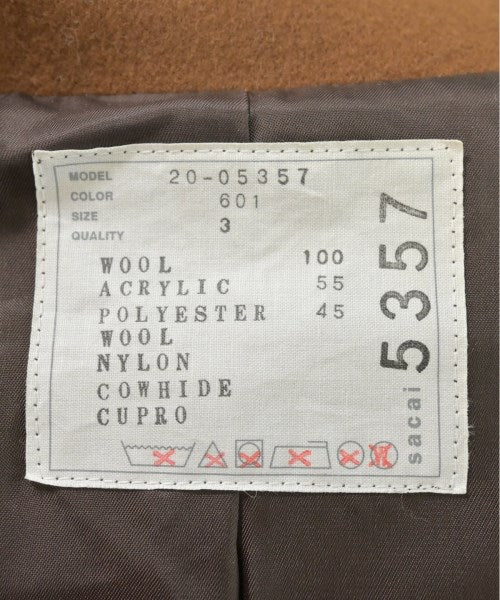 MODEL 20-05357
COLOR 601
SIZE 3
QUALITY
WOOL 100
ACRYLIC 55
POLYESTER 45
WOOL
NYLON
COWHIDE
CUPRO
sacai 5357